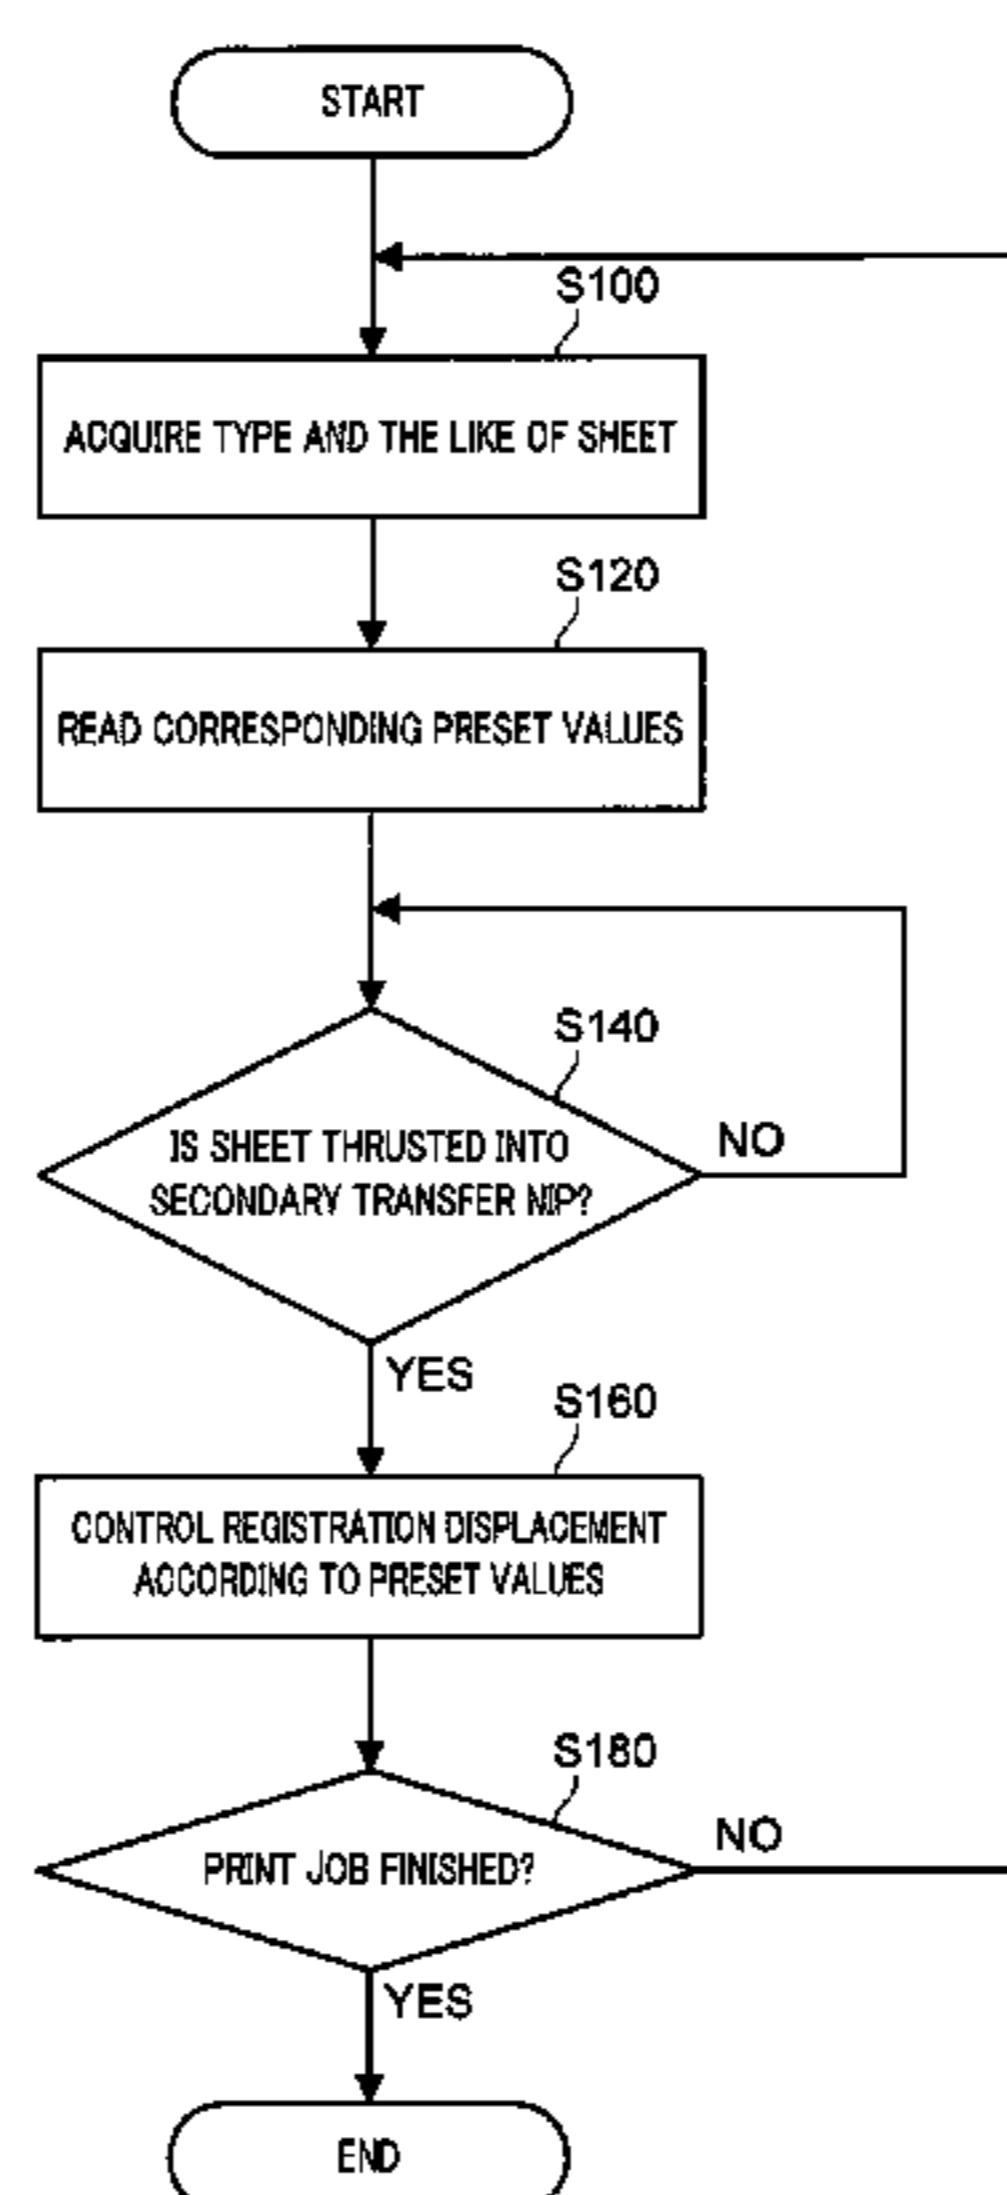 START
S100
ACQUIRE TYPE AND THE LIKE OF SHEET
S120
READ CORRESPONDING PRESET VALUES
S140
IS SHEET THRUSTED INTO
SECONDARY TRANSFER NIP?
NO
YES
S160
CONTROL REGISTRATION DISPLACEMENT
ACCORDING TO PRESET VALUES
S180
PRINT JOB FINISHED?
NO
YES
END